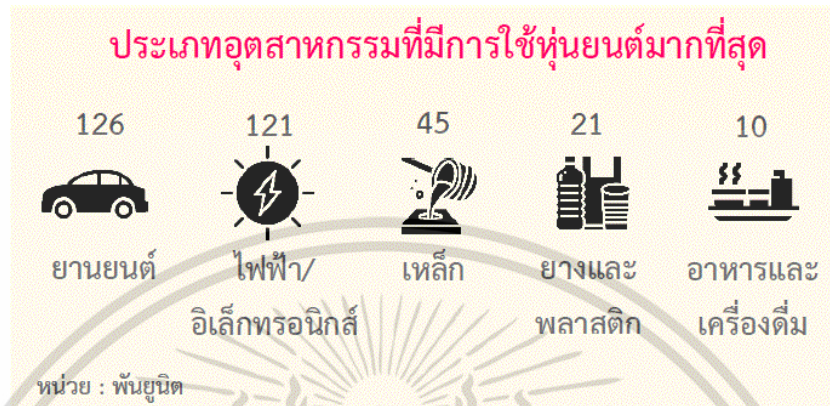 ประเภทอุตสาหกรรมที่มีการใช้หุ่นยนต์มากที่สุด
126 121 45 21 10
ยานยนต์ ไฟฟ้า/ เหล็ก ยางและ อาหารและ
อิเล็กทรอนิกส์ พลาสติก เครื่องดื่ม
หน่วย : พันยูนิต